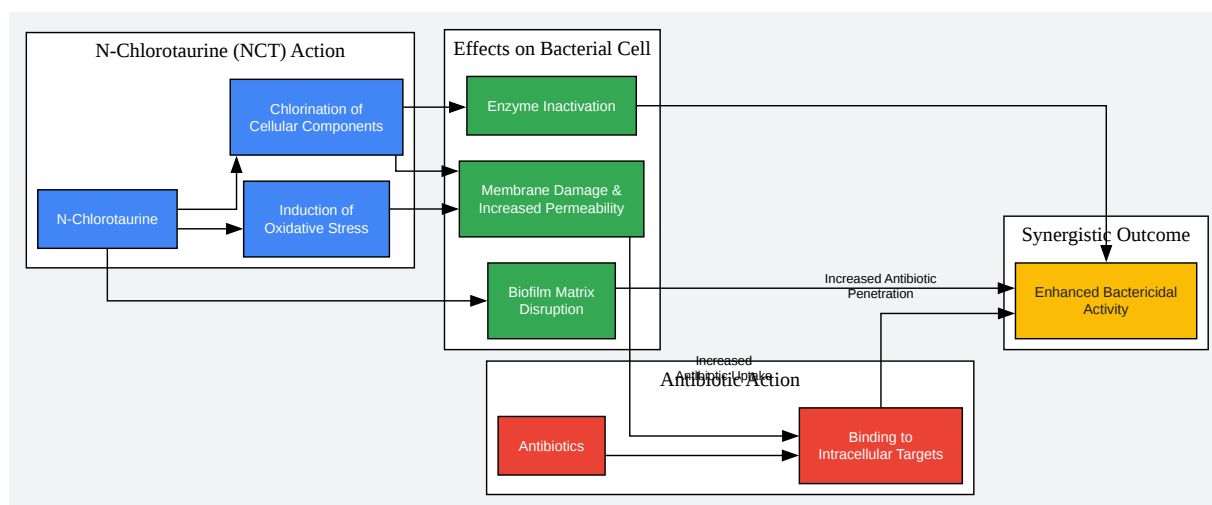 N-Chlorotaurine (NCT) Action
Chlorination of
Cellular Components
N-Chlorotaurine
Induction of
Oxidative Stress
Effects on Bacterial Cell
Enzyme Inactivation
Membrane Damage &
Increased Permeability
Biofilm Matrix
Disruption
Increased Antibiotic
Penetration
Synergistic Outcome
Enhanced Bactericidal
Activity
Increased
Antibiotic Uptake
Antibiotic Action
Antibiotics
Binding to
Intracellular Targets